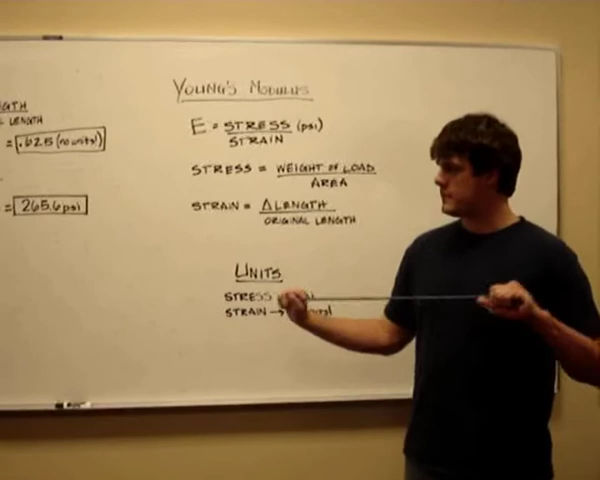 GTH
LENGTH
= .625 (no units)
= 265.6 psi
YOUNG'S MODULUS
E = STRESS (psi)
STRAIN
STRESS = WEIGHT OF LOAD
AREA
STRAIN = Δ LENGTH
ORIGINAL LENGTH
UNITS
STRESS
STRAIN →